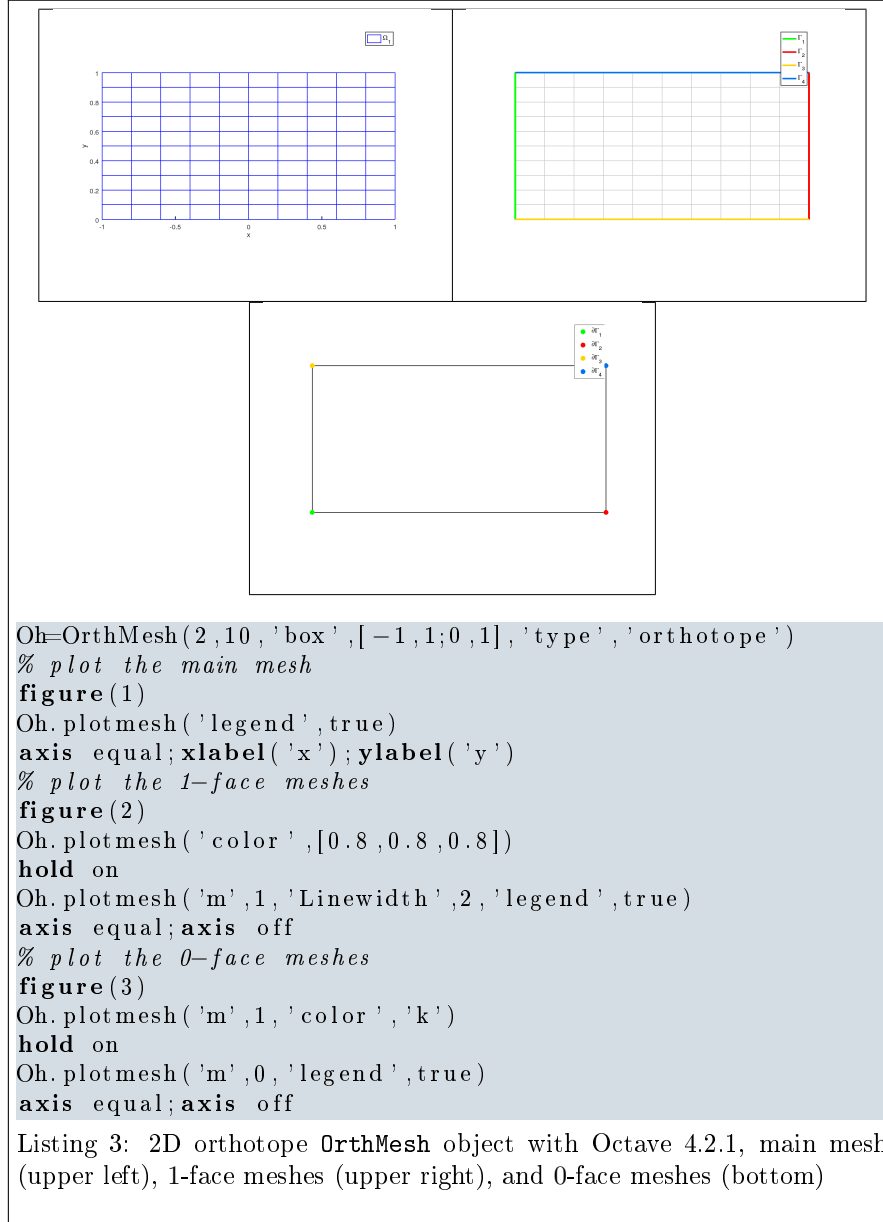 Ω1
1
0.8
0.6
y
0.4
0.2
0
-1 -0.5 0 0.5 1
x
Γ1
Γ2
Γ3
Γ4
∂Γ1
∂Γ2
∂Γ3
∂Γ4
Oh=OrthMesh(2,10,'box',[-1,1;0,1],'type','orthotope')
% plot the main mesh
figure(1)
Oh.plotmesh('legend',true)
axis equal;xlabel('x');ylabel('y')
% plot the 1-face meshes
figure(2)
Oh.plotmesh('color',[0.8,0.8,0.8])
hold on
Oh.plotmesh('m',1,'Linewidth',2,'legend',true)
axis equal;axis off
% plot the 0-face meshes
figure(3)
Oh.plotmesh('m',1,'color','k')
hold on
Oh.plotmesh('m',0,'legend',true)
axis equal;axis off
Listing 3: 2D orthotope OrthMesh object with Octave 4.2.1, main mesh
(upper left), 1-face meshes (upper right), and 0-face meshes (bottom)